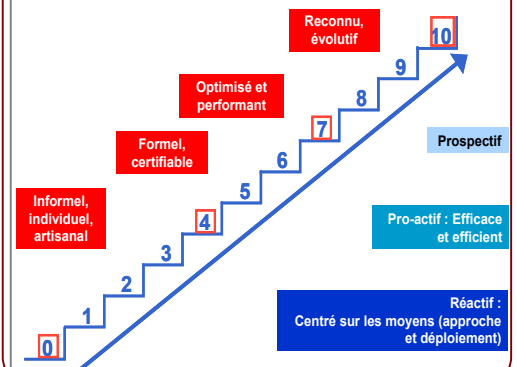 Reconnu,
évolutif
10
9
Optimisé et
performant
8
7
Prospectif
Formel,
certifiable
6
5
Informel,
individuel,
artisanal
4
Pro-actif : Efficace
et efficient
3
2
1
Réactif :
Centré sur les moyens (approche
et déploiement)
0